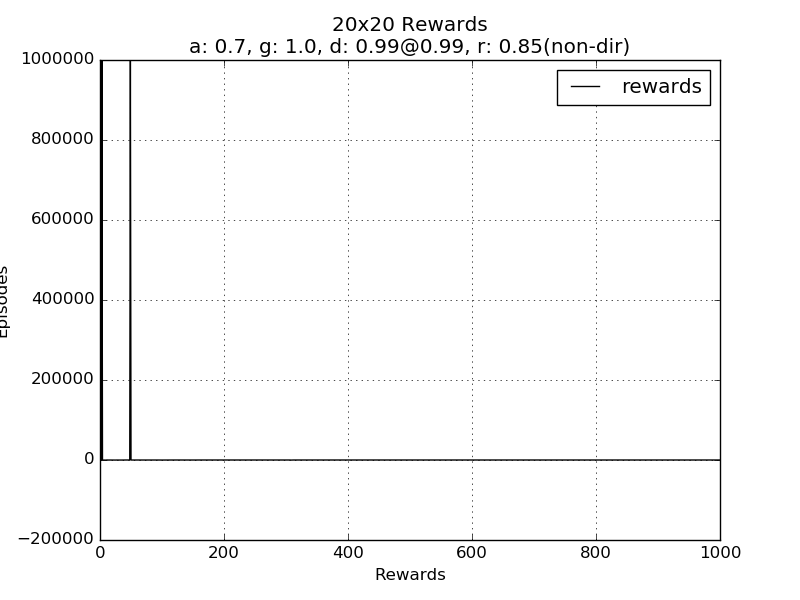 20x20 Rewards
a: 0.7, g: 1.0, d: 0.99@0.99, r: 0.85(non-dir)
rewards
1000000
800000
600000
400000
200000
0
−200000
Episodes
0 200 400 600 800 1000
Rewards